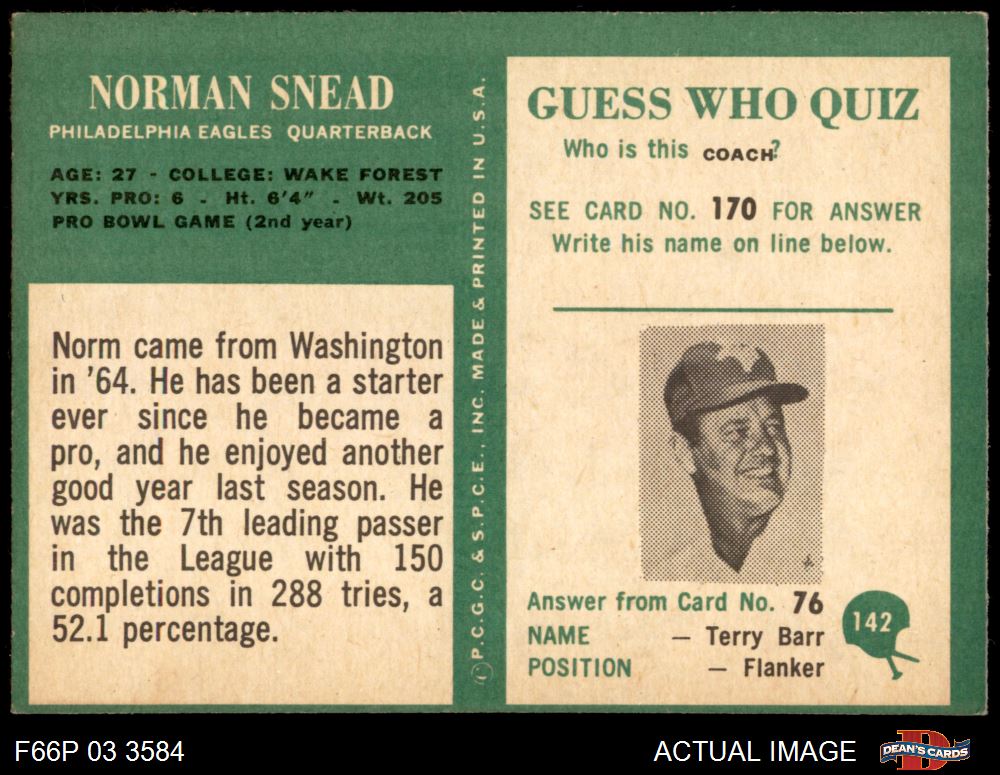 NORMAN SNEAD
PHILADELPHIA EAGLES QUARTERBACK
AGE: 27 - COLLEGE: WAKE FOREST
YRS. PRO: 6 - Ht. 6'4" - Wt. 205
PRO BOWL GAME (2nd year)
Norm came from Washington
in '64. He has been a starter
ever since he became a
pro, and he enjoyed another
good year last season. He
was the 7th leading passer
in the League with 150
completions in 288 tries, a
52.1 percentage.
©P.C.G.C. & S.P.C.E., INC. MADE & PRINTED IN U.S.A.
GUESS WHO QUIZ
Who is this COACH?
SEE CARD NO. 170 FOR ANSWER
Write his name on line below.
Answer from Card No. 76
NAME — Terry Barr
POSITION — Flanker
142
F66P 03 3584
ACTUAL IMAGE
D
DEAN'S CARDS